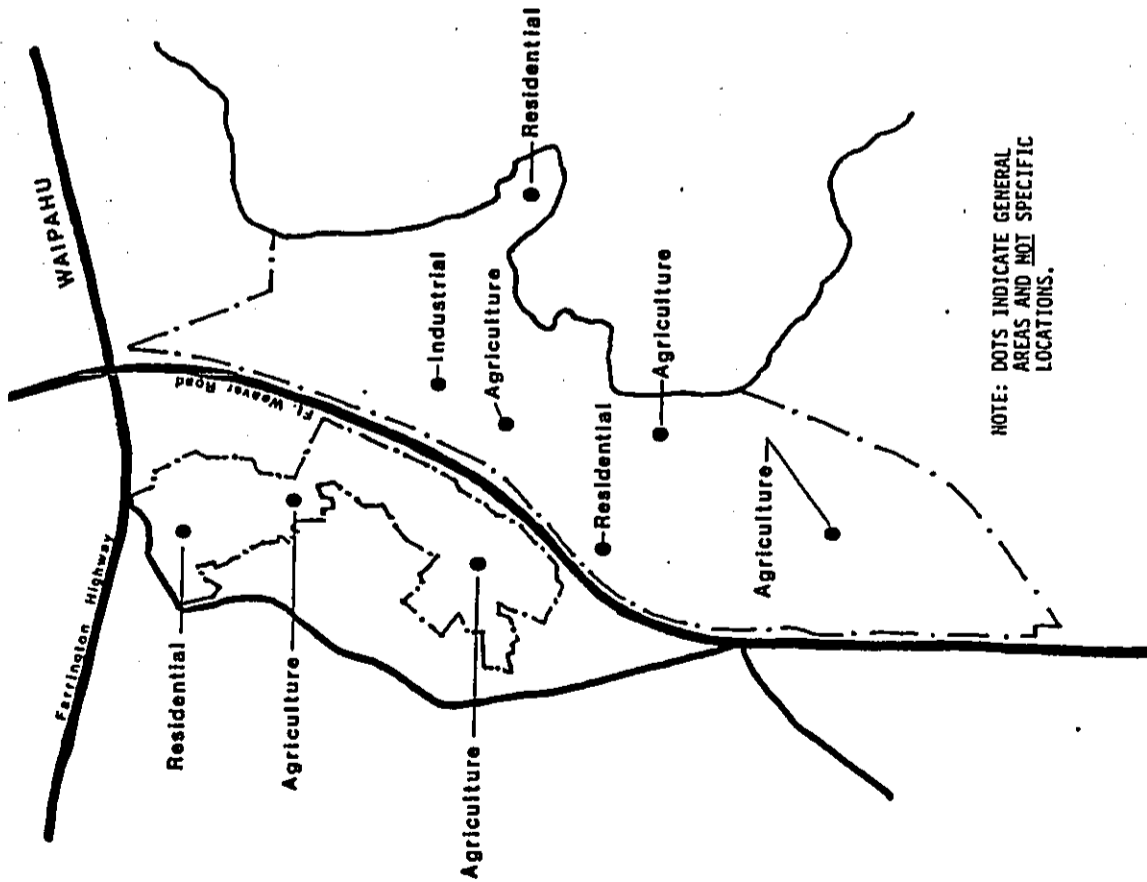 WAIPAHU
Farrington Highway
Ft. Weaver Road
Residential
Residential
Agriculture
Industrial
Agriculture
Agriculture
Residential
Agriculture
Agriculture
NOTE: DOTS INDICATE GENERAL
AREAS AND NOT SPECIFIC
LOCATIONS.